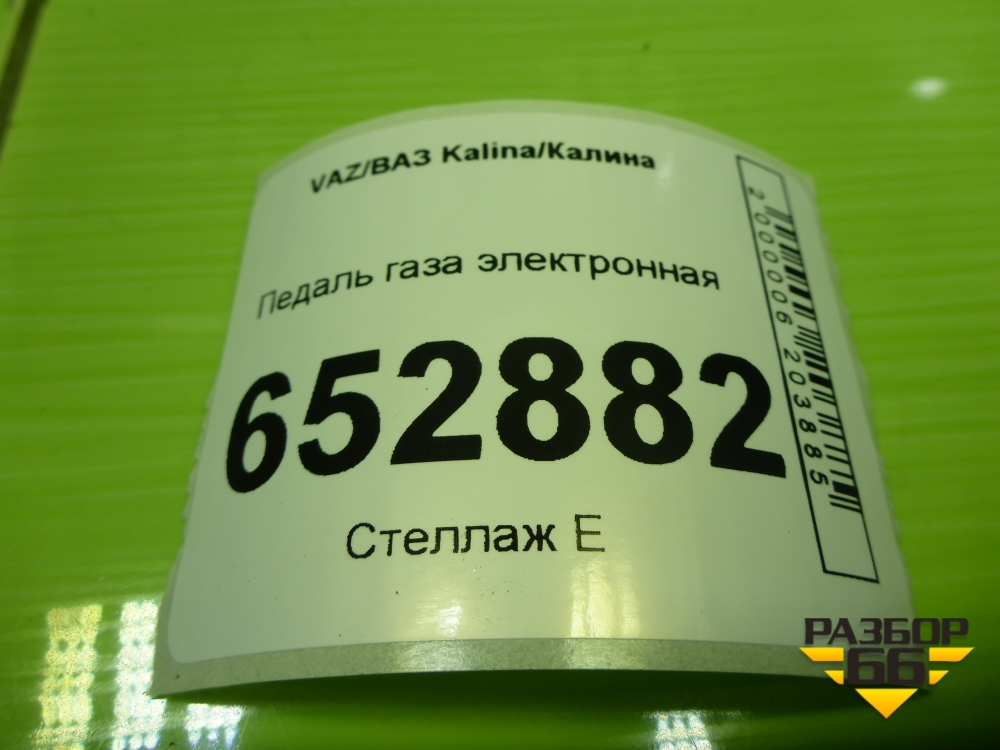 VAZ/ВАЗ Kalina/Калина
Педаль газа электронная
652882
Стеллаж Е
2000006203885
РАЗБОР
66